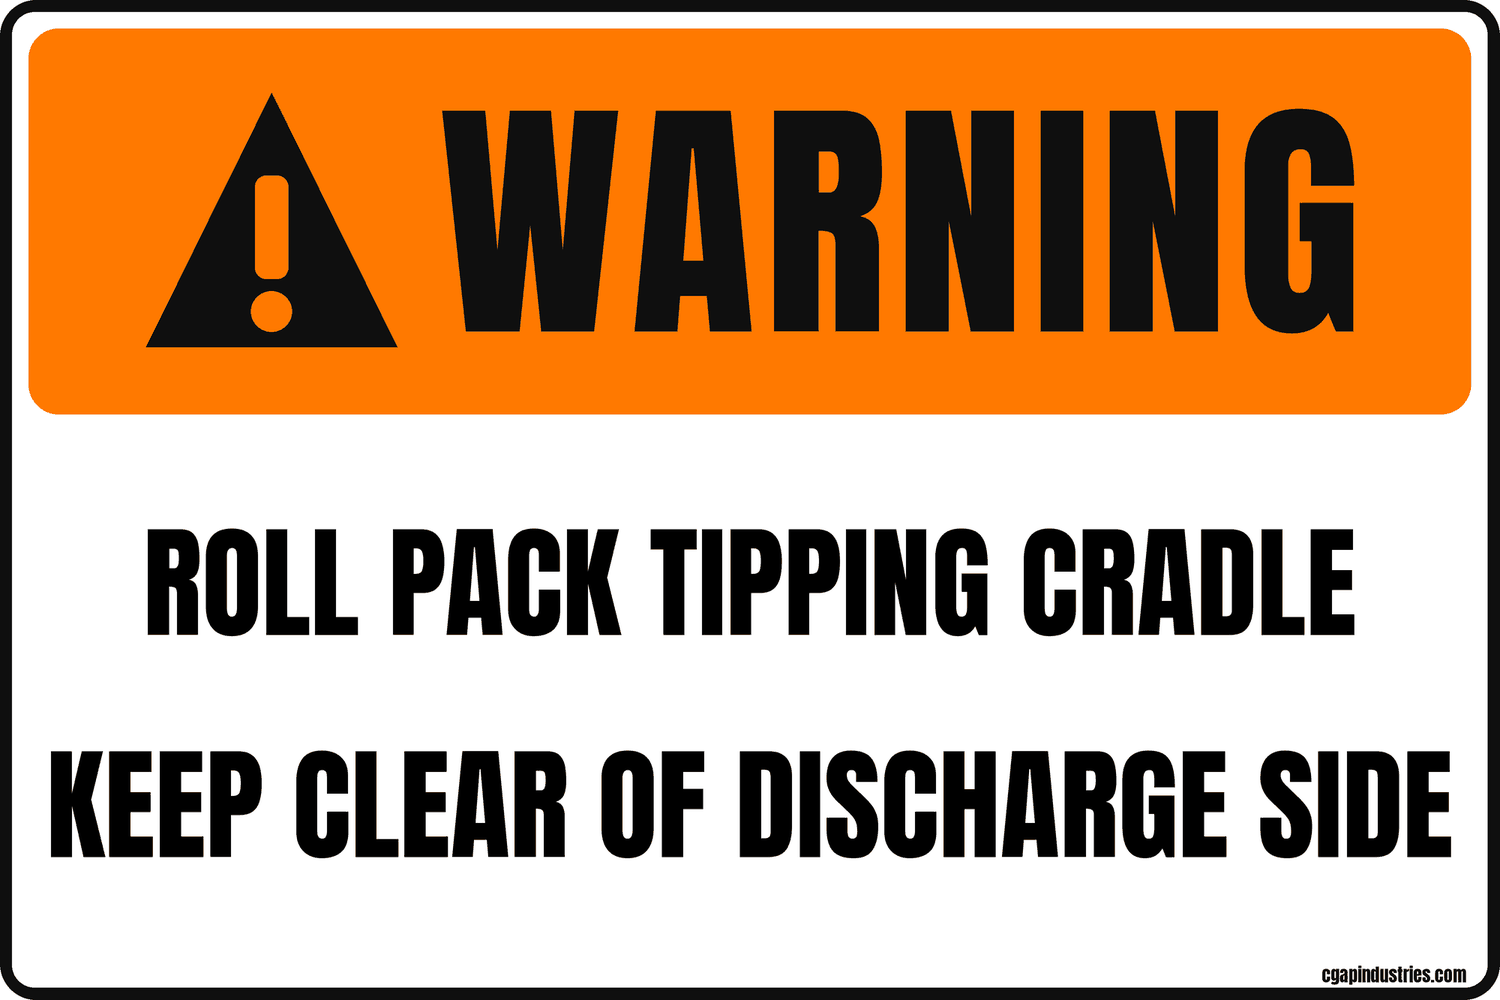 WARNING
ROLL PACK TIPPING CRADLE
KEEP CLEAR OF DISCHARGE SIDE
cgapindustries.com